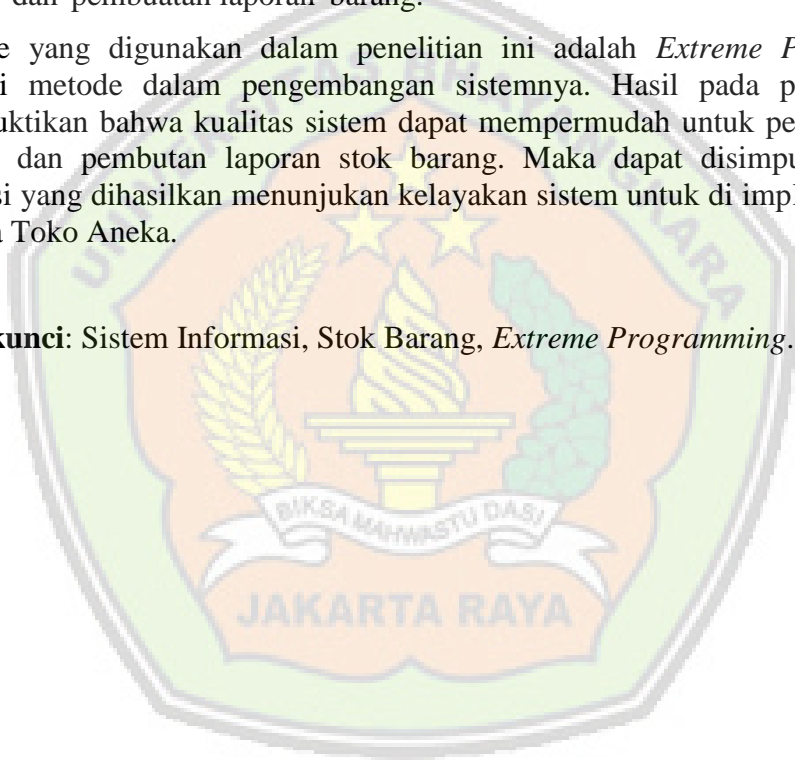 dan pembuatan laporan barang.
yang digunakan dalam penelitian ini adalah Extreme P
metode dalam pengembangan sistemnya. Hasil pada p
uktikan bahwa kualitas sistem dapat mempermudah untuk pe
dan pembutan laporan stok barang. Maka dapat disimpu
si yang dihasilkan menunjukan kelayakan sistem untuk di impl
a Toko Aneka.
kunci: Sistem Informasi, Stok Barang, Extreme Programming.
UNIVERSITAS BHAYANGKARA
BIKSA MAHWASTU DASI
JAKARTA RAYA